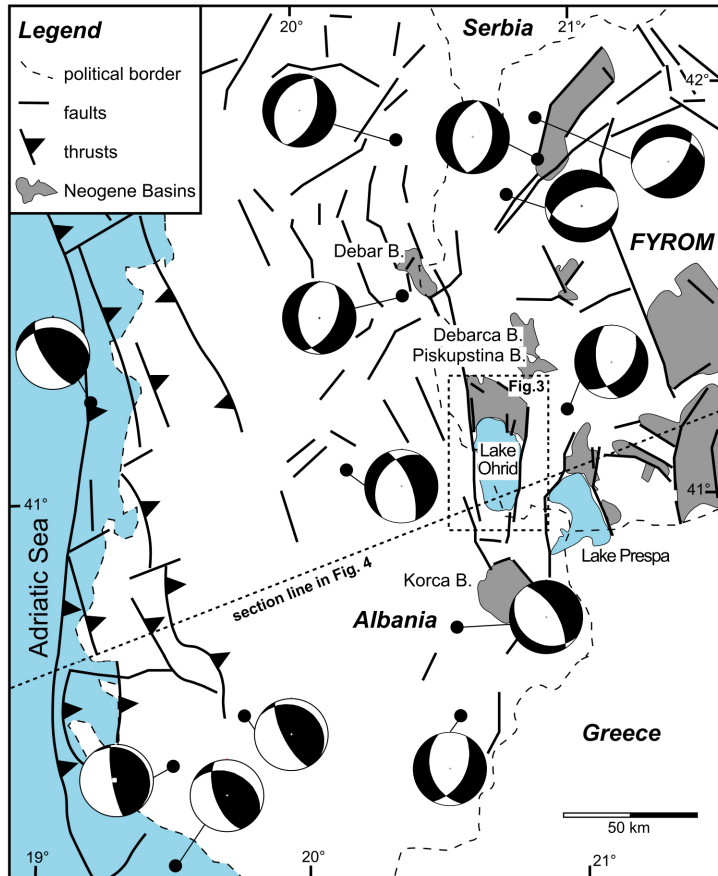 Legend
political border
faults
thrusts
Neogene Basins
20°
Serbia
21°
42°
FYROM
Debar B.
Debarca B.
Piskupstina B.
Fig.3
Lake
Ohrid
41°
41°
Lake Prespa
Adriatic Sea
section line in Fig. 4
Korca B.
Albania
Greece
50 km
19°
20°
21°